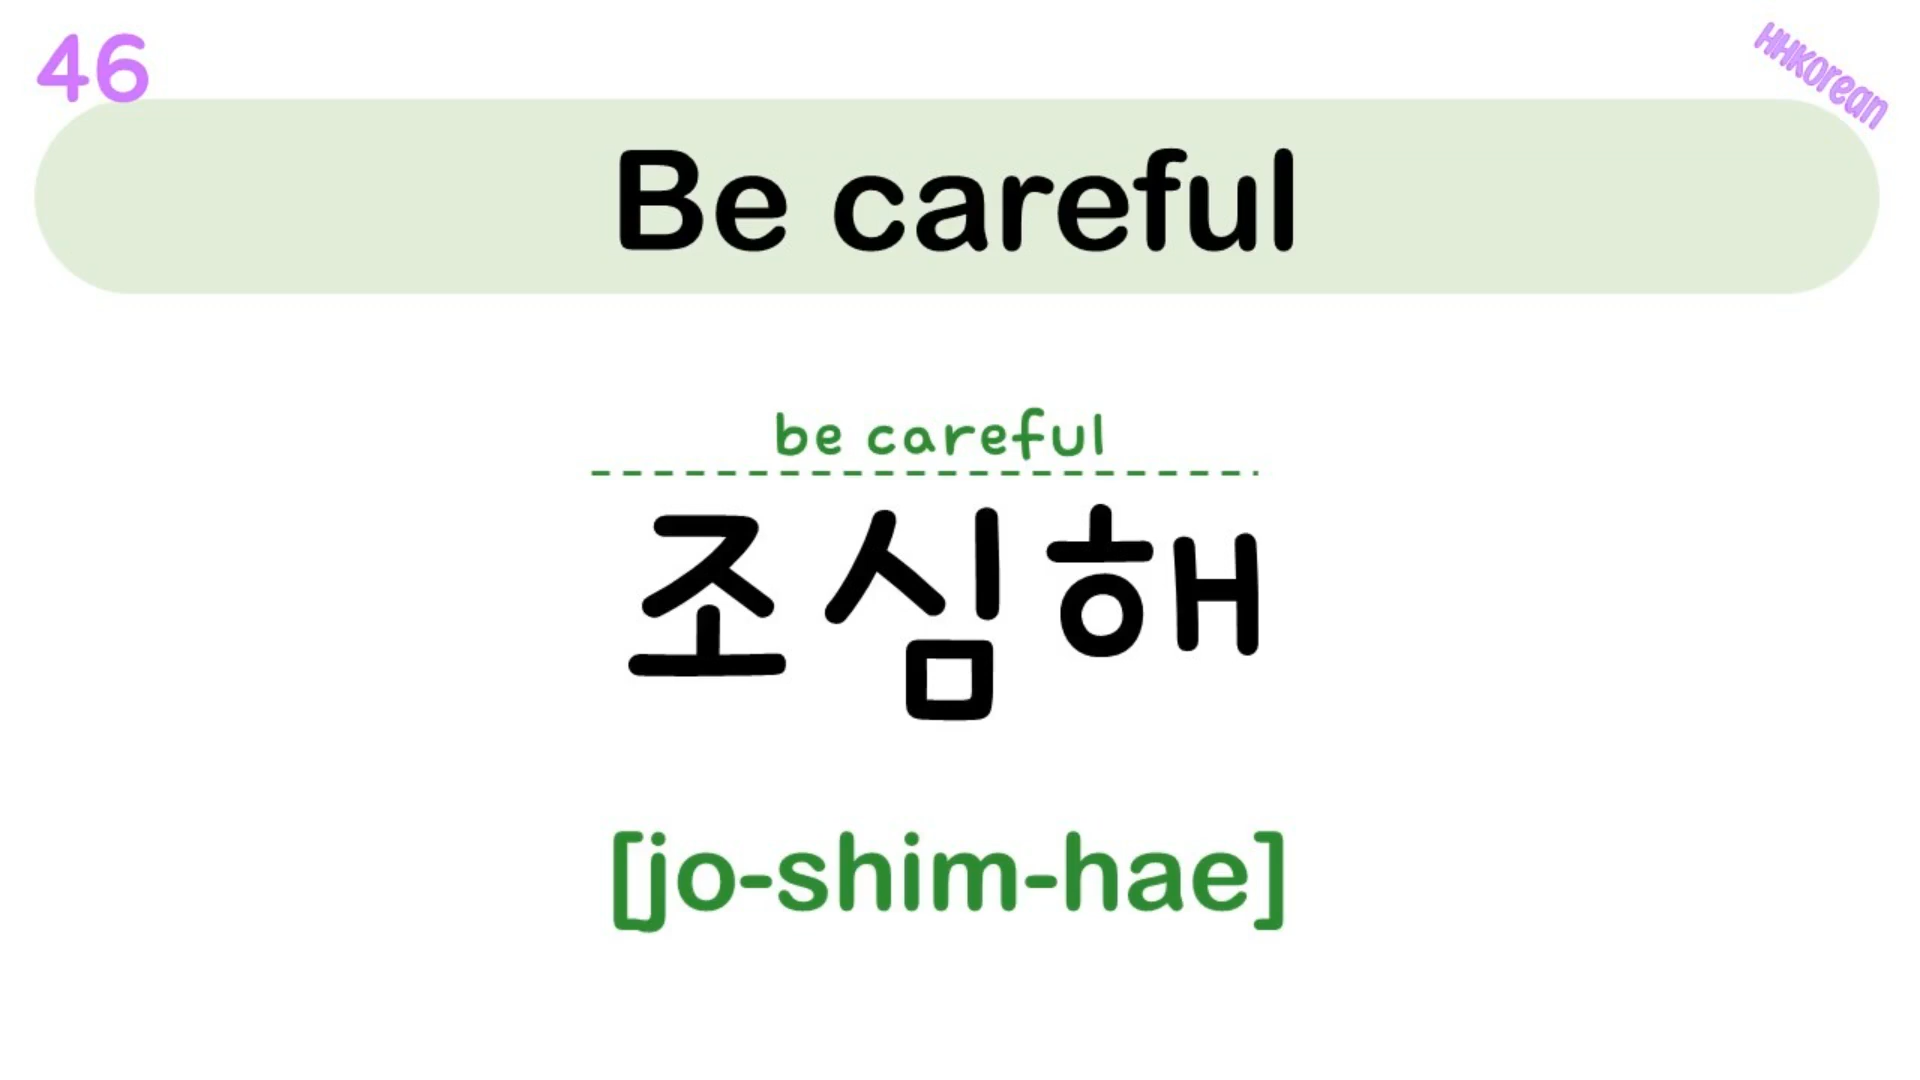 46
HHKorean
Be careful
be careful
조심해
[jo-shim-hae]